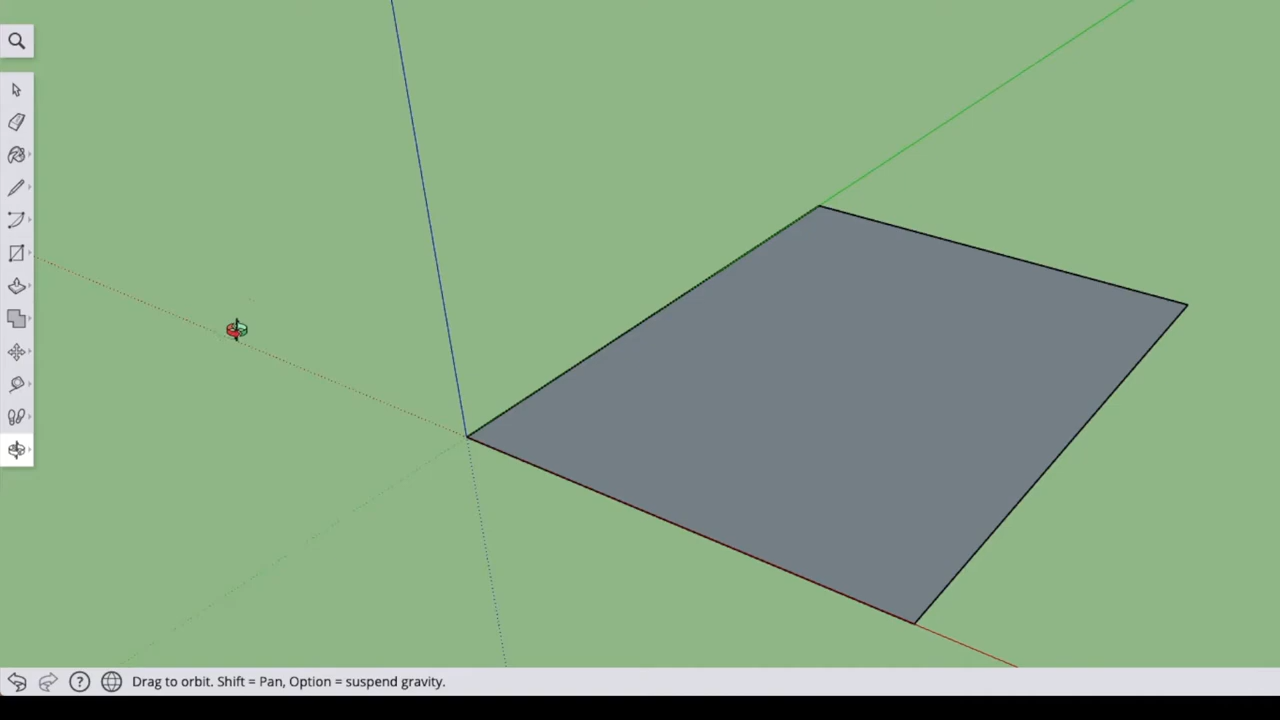 Drag to orbit. Shift = Pan, Option = suspend gravity.